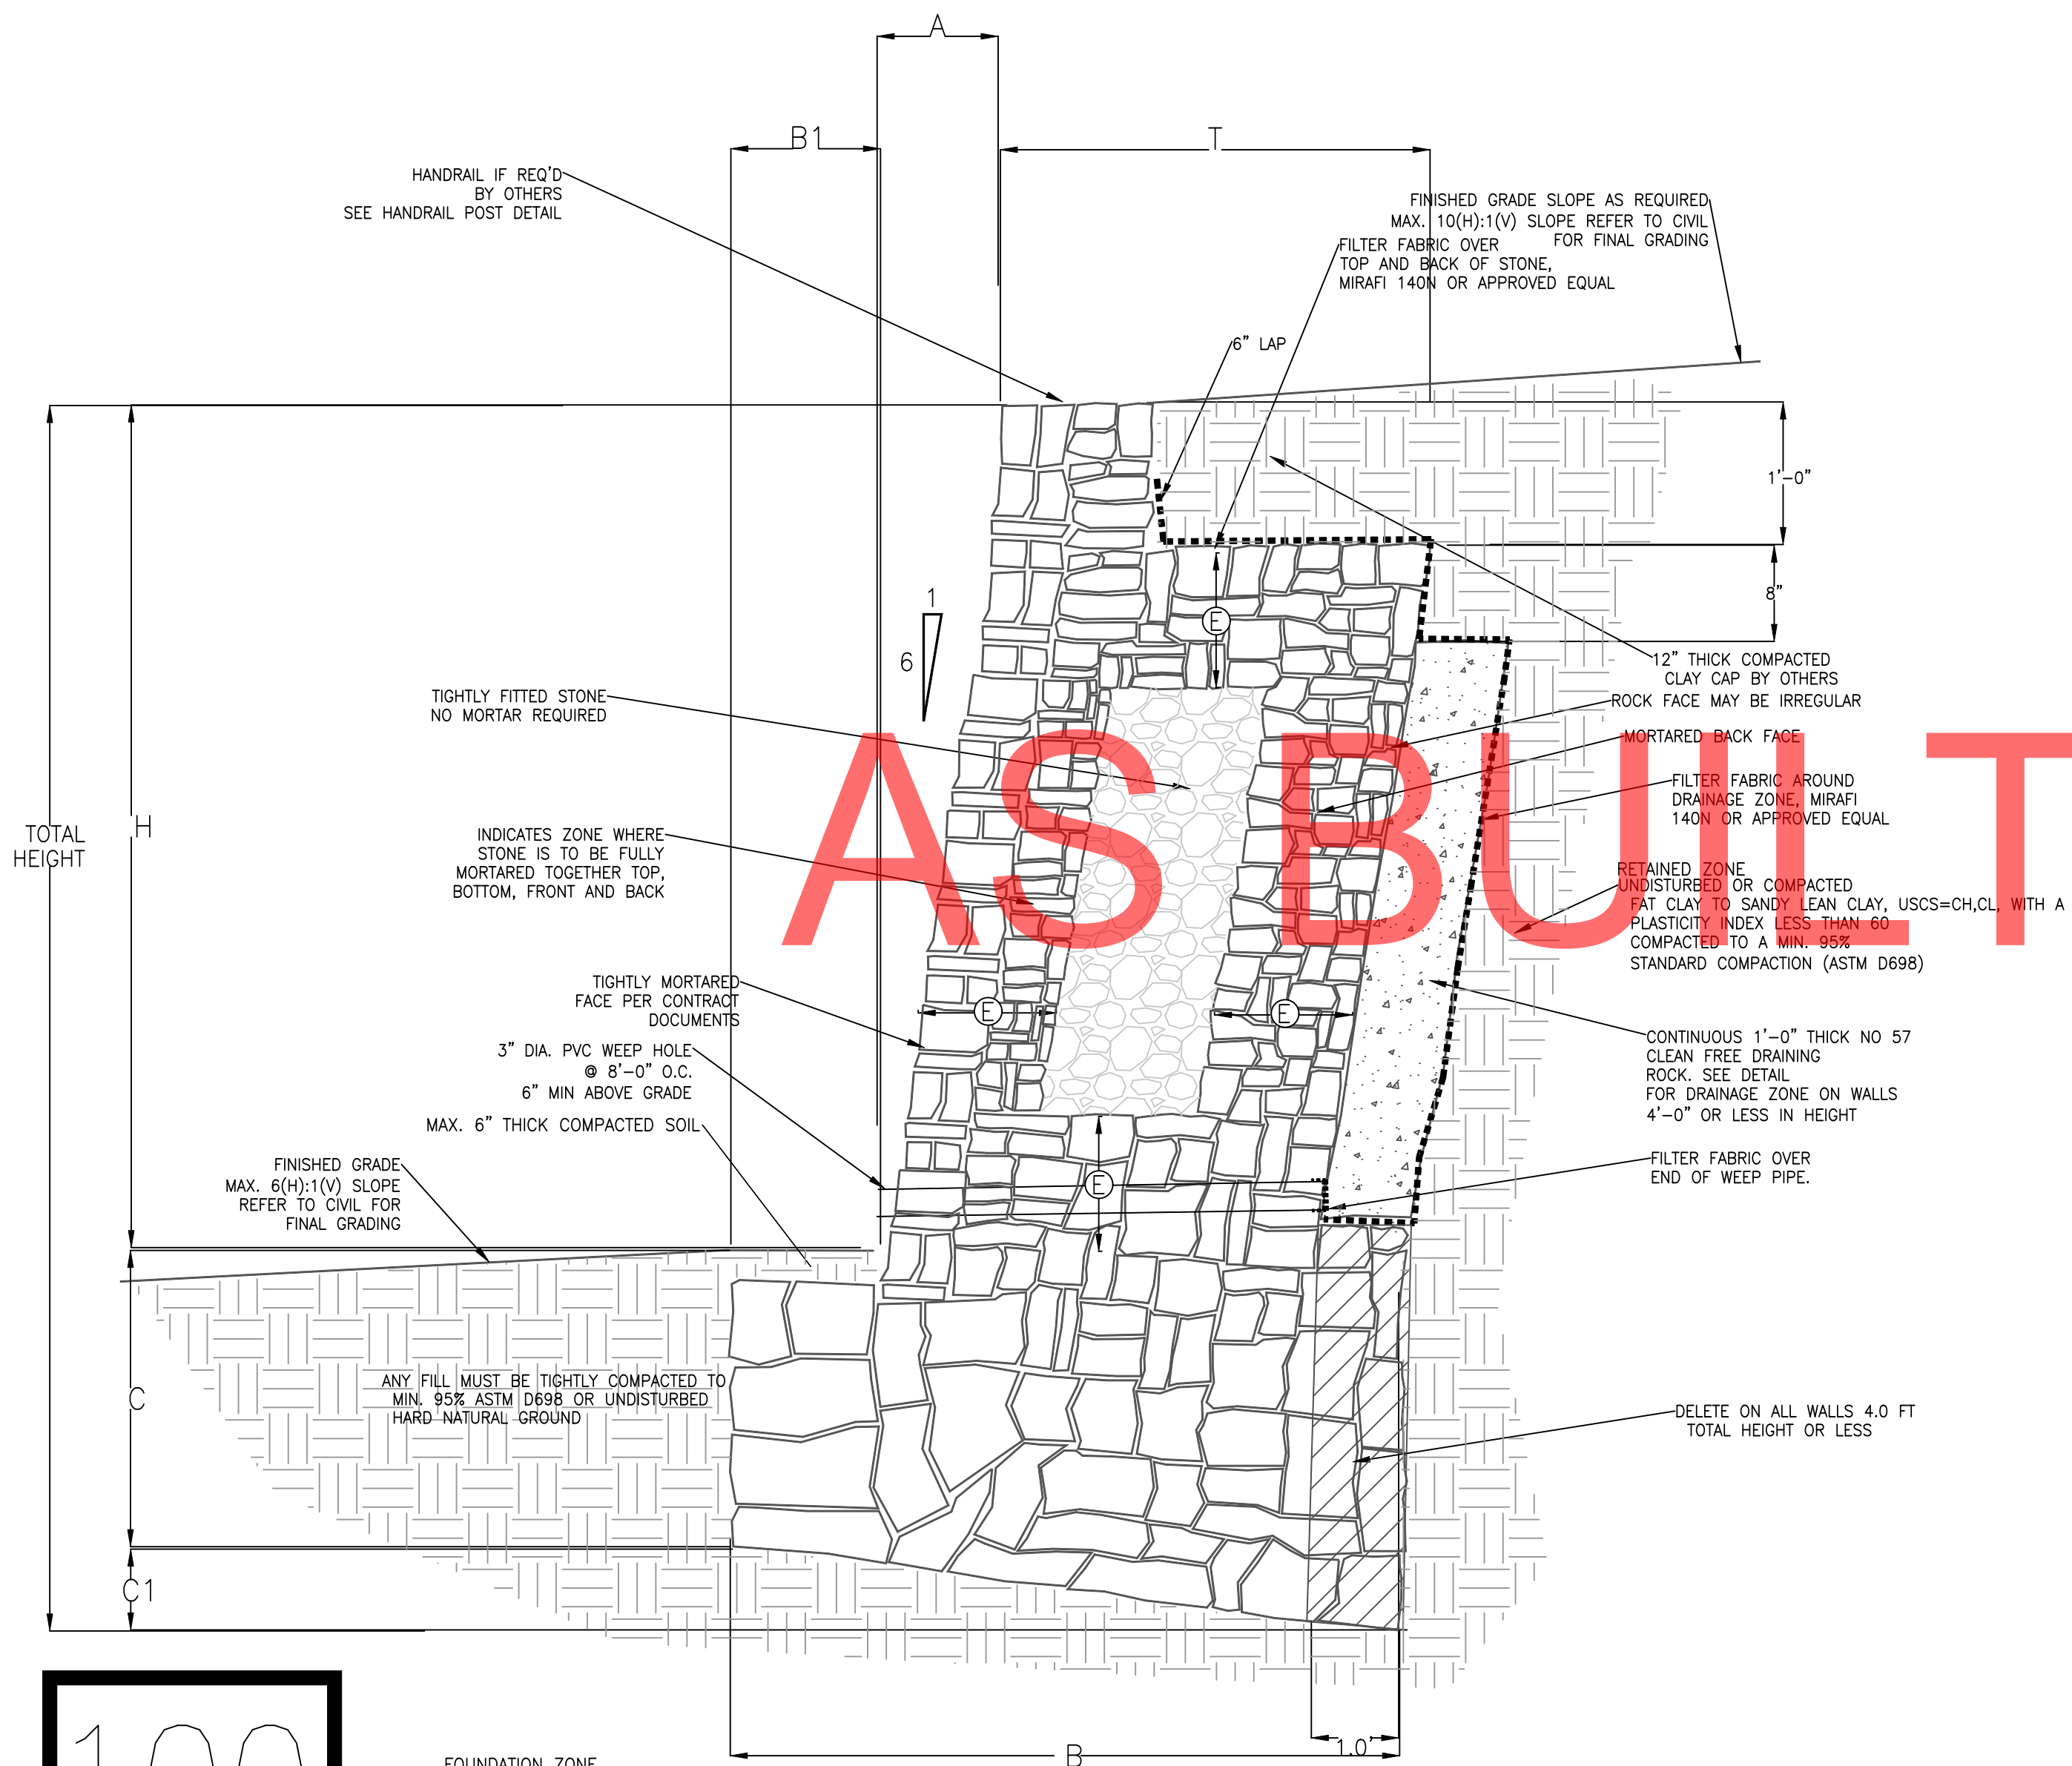 A
B1
T
HANDRAIL IF REQ'D
BY OTHERS
SEE HANDRAIL POST DETAIL
FINISHED GRADE SLOPE AS REQUIRED
MAX. 10(H):1(V) SLOPE REFER TO CIVIL
FOR FINAL GRADING
FILTER FABRIC OVER
TOP AND BACK OF STONE,
MIRAFI 140N OR APPROVED EQUAL
6" LAP
1'-0"
8"
E
1
6
12" THICK COMPACTED
CLAY CAP BY OTHERS
ROCK FACE MAY BE IRREGULAR
TIGHTLY FITTED STONE
NO MORTAR REQUIRED
MORTARED BACK FACE
AS BUILT
FILTER FABRIC AROUND
DRAINAGE ZONE, MIRAFI
140N OR APPROVED EQUAL
TOTAL
HEIGHT
H
INDICATES ZONE WHERE
STONE IS TO BE FULLY
MORTARED TOGETHER TOP,
BOTTOM, FRONT AND BACK
RETAINED ZONE
UNDISTURBED OR COMPACTED
FAT CLAY TO SANDY LEAN CLAY, USCS=CH,CL, WITH A
PLASTICITY INDEX LESS THAN 60
COMPACTED TO A MIN. 95%
STANDARD COMPACTION (ASTM D698)
TIGHTLY MORTARED
FACE PER CONTRACT
DOCUMENTS
E
E
3" DIA. PVC WEEP HOLE
@ 8'-0" O.C.
6" MIN ABOVE GRADE
CONTINUOUS 1'-0" THICK NO 57
CLEAN FREE DRAINING
ROCK. SEE DETAIL
FOR DRAINAGE ZONE ON WALLS
4'-0" OR LESS IN HEIGHT
MAX. 6" THICK COMPACTED SOIL
FINISHED GRADE
MAX. 6(H):1(V) SLOPE
REFER TO CIVIL FOR
FINAL GRADING
E
FILTER FABRIC OVER
END OF WEEP PIPE.
C
ANY FILL MUST BE TIGHTLY COMPACTED TO
MIN. 95% ASTM D698 OR UNDISTURBED
HARD NATURAL GROUND
DELETE ON ALL WALLS 4.0 FT
TOTAL HEIGHT OR LESS
C1
1.0'
B
FOUNDATION ZONE